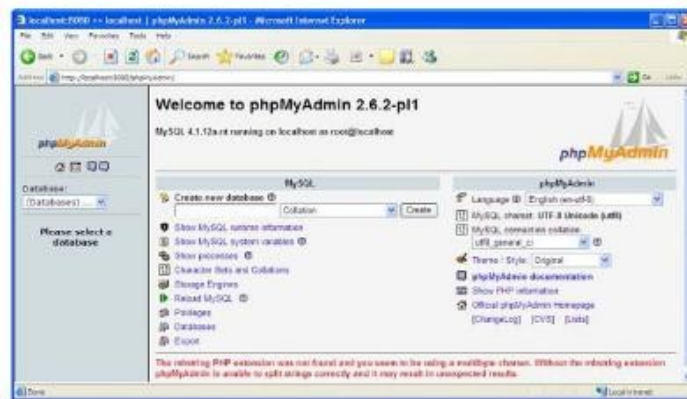 localhost:8080 >> localhost | phpMyAdmin 2.6.2-pl1 - Microsoft Internet Explorer
File Edit View Favorites Tools Help
Back Search Favorites
Address http://localhost:8080/phpmyadmin/ Go Links
phpMyAdmin
Database:
(Databases) ...
Please select a
database
Welcome to phpMyAdmin 2.6.2-pl1
MySQL 4.1.12a-nt running on localhost as root@localhost
phpMyAdmin
MySQL
Create new database
Collation Create
Show MySQL runtime information
Show MySQL system variables
Show processes
Character Sets and Collations
Storage Engines
Reload MySQL
Privileges
Databases
Export
phpMyAdmin
Language English (en-utf-8)
MySQL charset: UTF-8 Unicode (utf8)
MySQL connection collation
utf8_general_ci
Theme / Style: Original
phpMyAdmin documentation
Show PHP information
Official phpMyAdmin Homepage
[ChangeLog] [CVS] [Lists]
The mbstring PHP extension was not found and you seem to be using a multibyte charset. Without the mbstring extension
phpMyAdmin is unable to split strings correctly and it may result in unexpected results.
Done
Local intranet